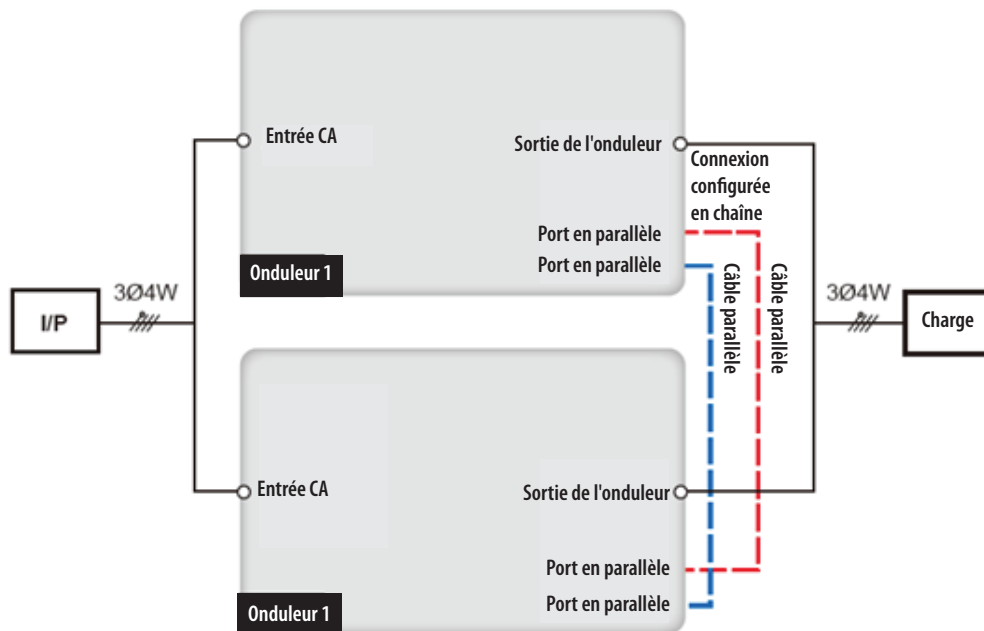 Entrée CA
Sortie de l'onduleur
Connexion
configurée
en chaîne
Port en parallèle
Port en parallèle
Onduleur 1
Câble parallèle
Câble parallèle
3Ø4W
I/P
3Ø4W
Charge
Entrée CA
Sortie de l'onduleur
Port en parallèle
Port en parallèle
Onduleur 1